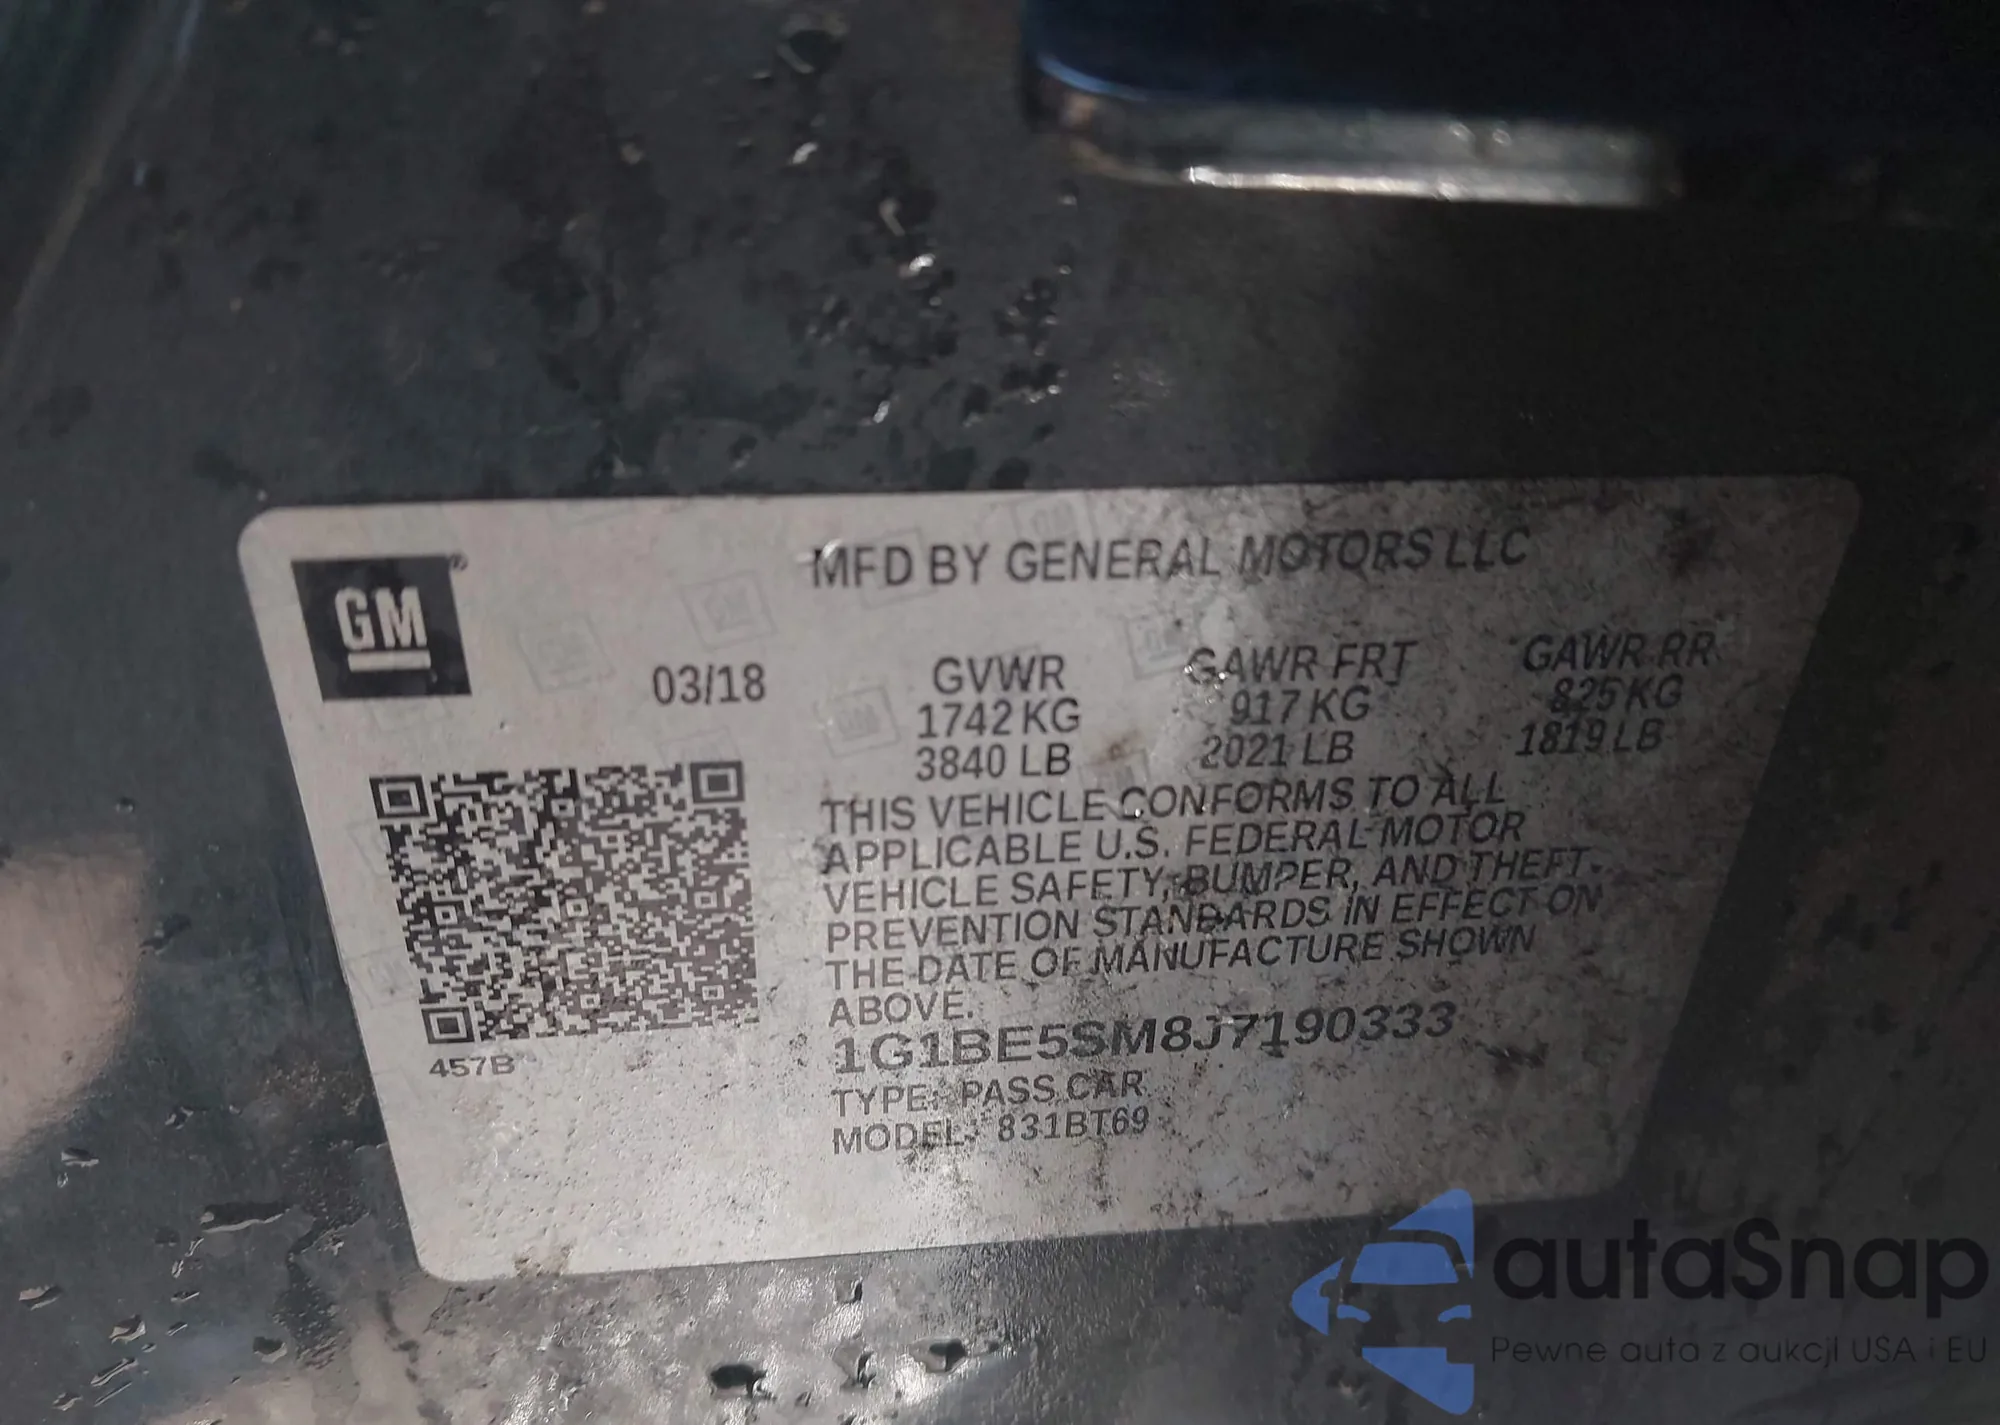 GM
MFD BY GENERAL MOTORS LLC
03/18
GVWR GAWR FRT GAWR RR
1742 KG 917 KG 825 KG
3840 LB 2021 LB 1819 LB
THIS VEHICLE CONFORMS TO ALL
APPLICABLE U.S. FEDERAL MOTOR
VEHICLE SAFETY, BUMPER, AND THEFT
PREVENTION STANDARDS IN EFFECT ON
THE DATE OF MANUFACTURE SHOWN
ABOVE.
1G1BE5SM8J7190333
TYPE: PASS CAR
MODEL: 831BT69
457B
autaSnap
Pewne auta z aukcji USA i EU